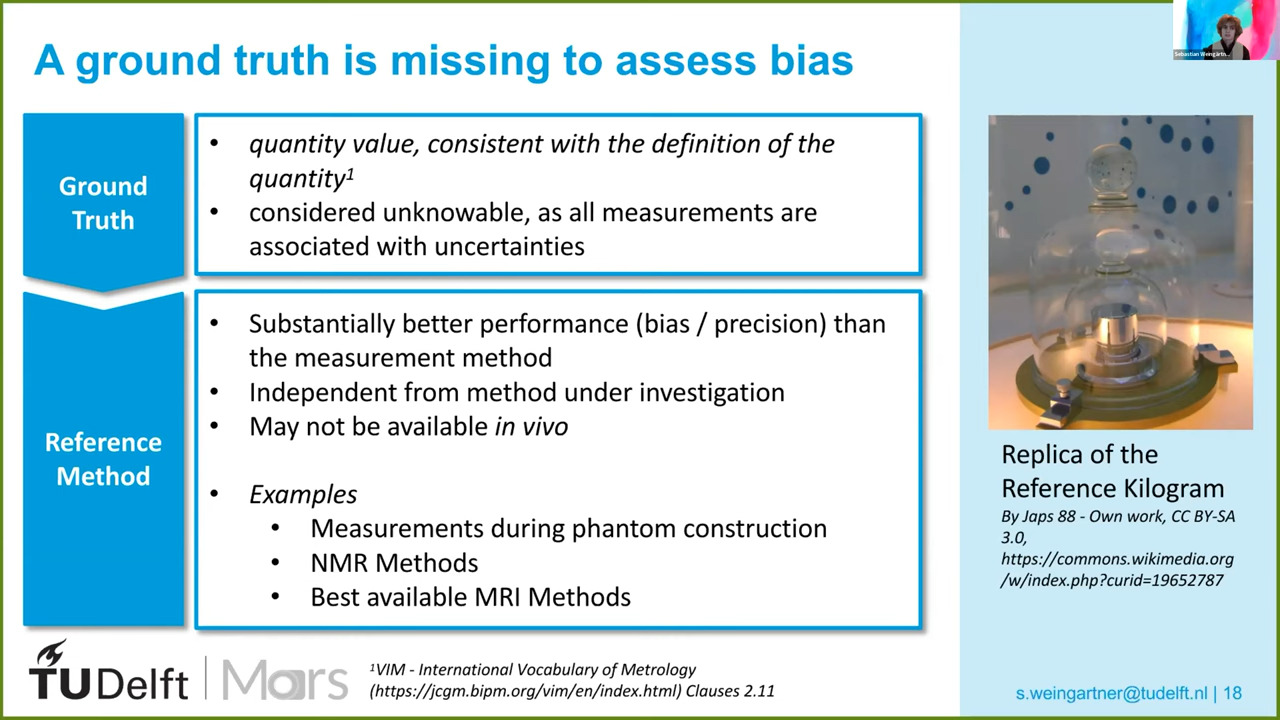 A ground truth is missing to assess bias
Sebastian Weingärtn...
Ground
Truth
• quantity value, consistent with the definition of the
quantity¹
• considered unknowable, as all measurements are
associated with uncertainties
Reference
Method
• Substantially better performance (bias / precision) than
the measurement method
• Independent from method under investigation
• May not be available in vivo
• Examples
• Measurements during phantom construction
• NMR Methods
• Best available MRI Methods
Replica of the
Reference Kilogram
By Japs 88 - Own work, CC BY-SA
3.0,
https://commons.wikimedia.org
/w/index.php?curid=19652787
TUDelft
Mars
¹VIM - International Vocabulary of Metrology
(https://jcgm.bipm.org/vim/en/index.html) Clauses 2.11
s.weingartner@tudelft.nl | 18